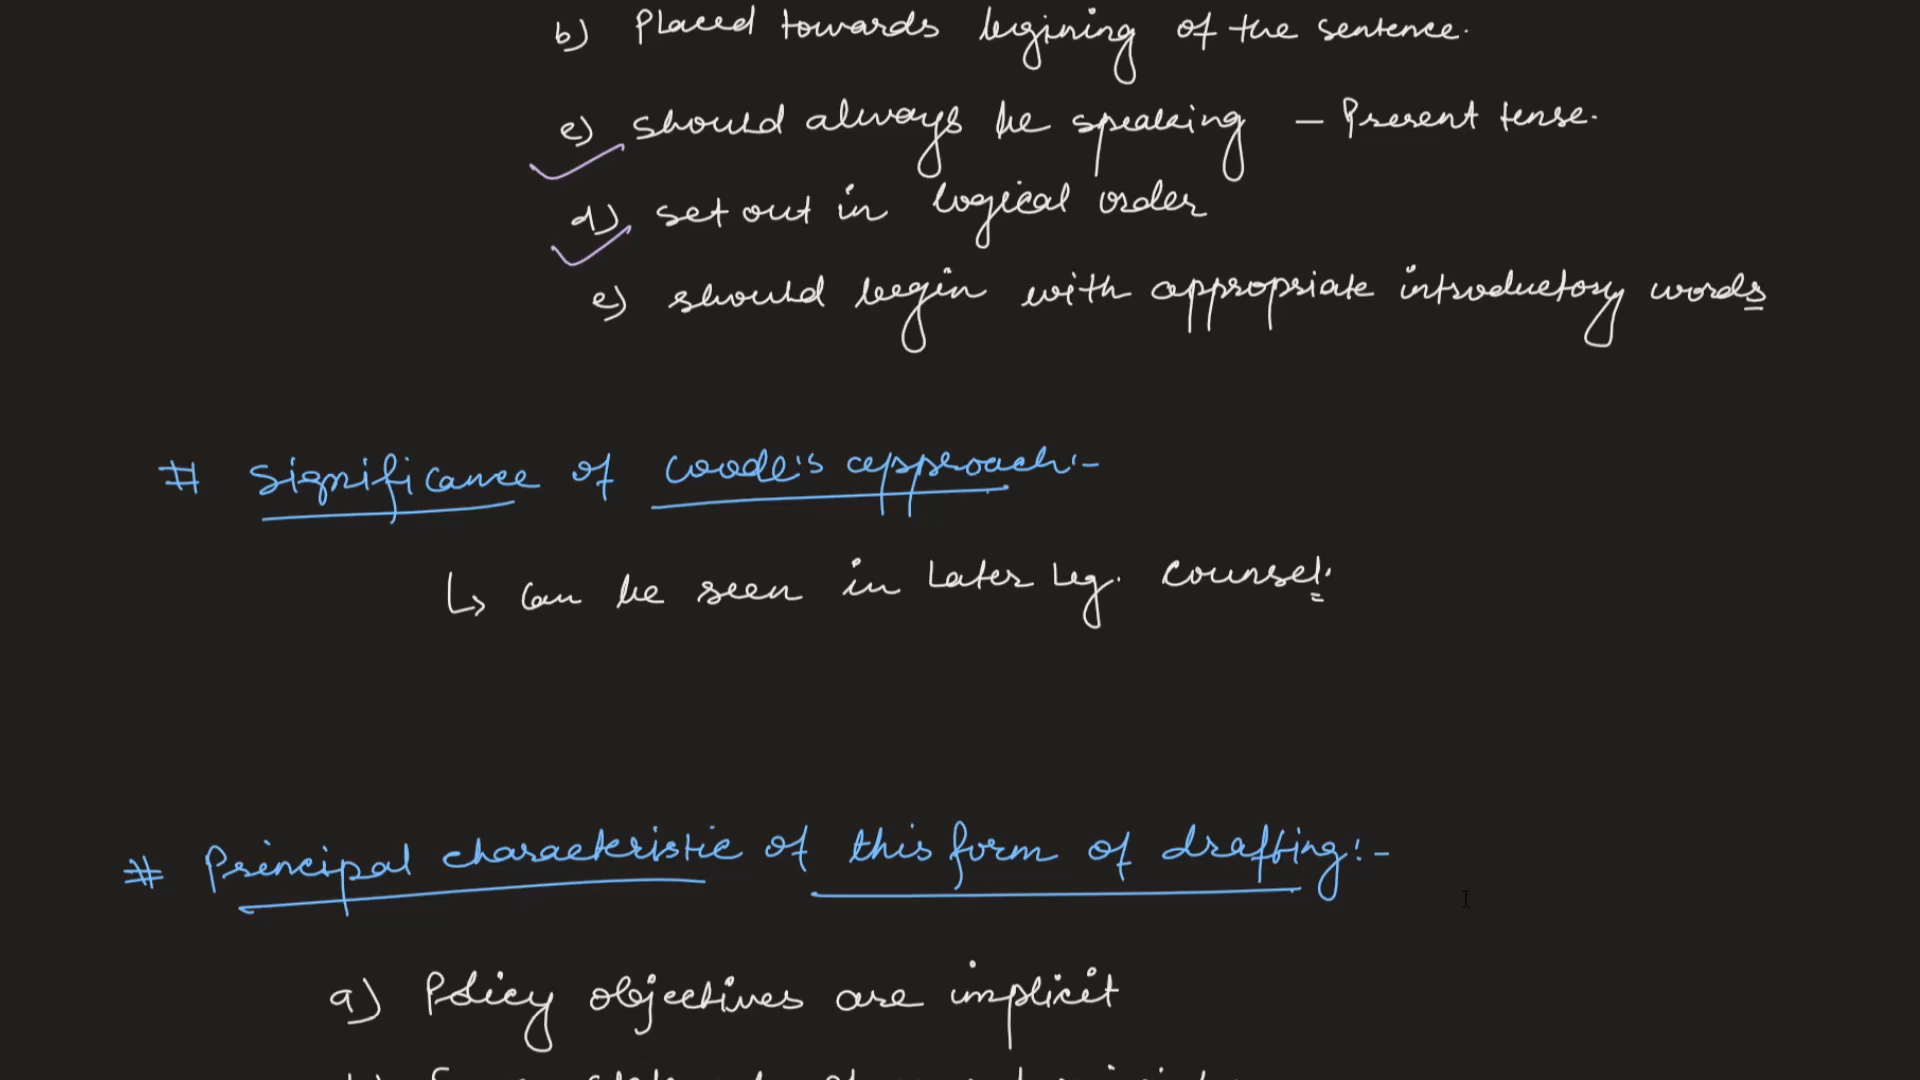 b) Placed towards begining of the sentence.
c) should always be speaking – Present tense.
d) set out in logical order
e) should begin with appropriate introductory words
# Significance of Coode's approach:-
↳ can be seen in Later Leg. Counsel.
# Principal characteristic of this form of drafting:-
a) Policy objectives are implicit